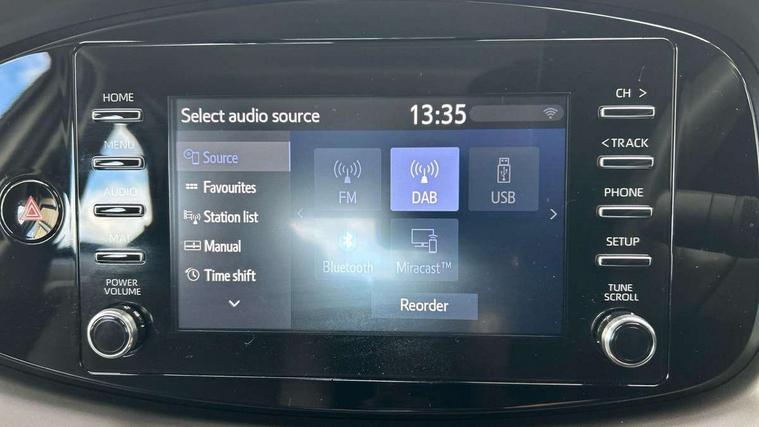 HOME
MENU
AUDIO
MAP
POWER
VOLUME
Select audio source
13:35
Source
Favourites
Station list
Manual
Time shift
FM
DAB
USB
Bluetooth
Miracast™
Reorder
CH >
< TRACK
PHONE
SETUP
TUNE
SCROLL